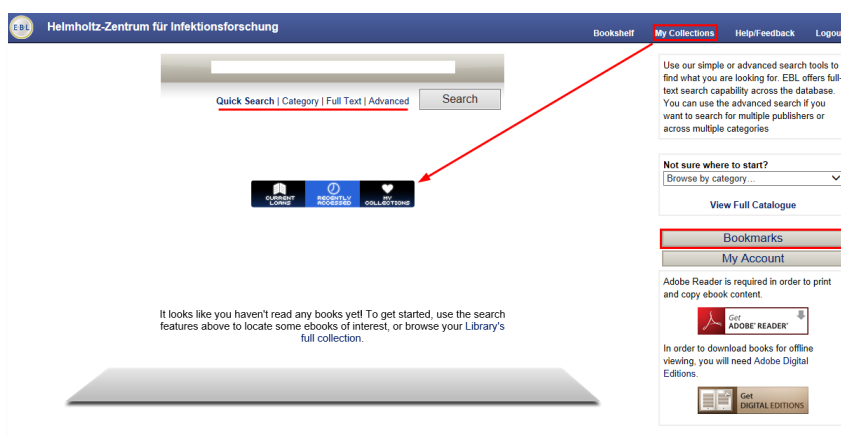 EBL
Helmholtz-Zentrum für Infektionsforschung
Bookshelf My Collections Help/Feedback Logou
Quick Search | Category | Full Text | Advanced
Search
CURRENT LOANS
RECENTLY ACCESSED
MY COLLECTIONS
It looks like you haven't read any books yet! To get started, use the search
features above to locate some ebooks of interest, or browse your Library's
full collection.
Use our simple or advanced search tools to
find what you are looking for. EBL offers full-
text search capability across the database.
You can use the advanced search if you
want to search for multiple publishers or
across multiple categories
Not sure where to start?
Browse by category...
View Full Catalogue
Bookmarks
My Account
Adobe Reader is required in order to print
and copy ebook content.
Get
ADOBE® READER®
In order to download books for offline
viewing, you will need Adobe Digital
Editions.
Get
DIGITAL EDITIONS